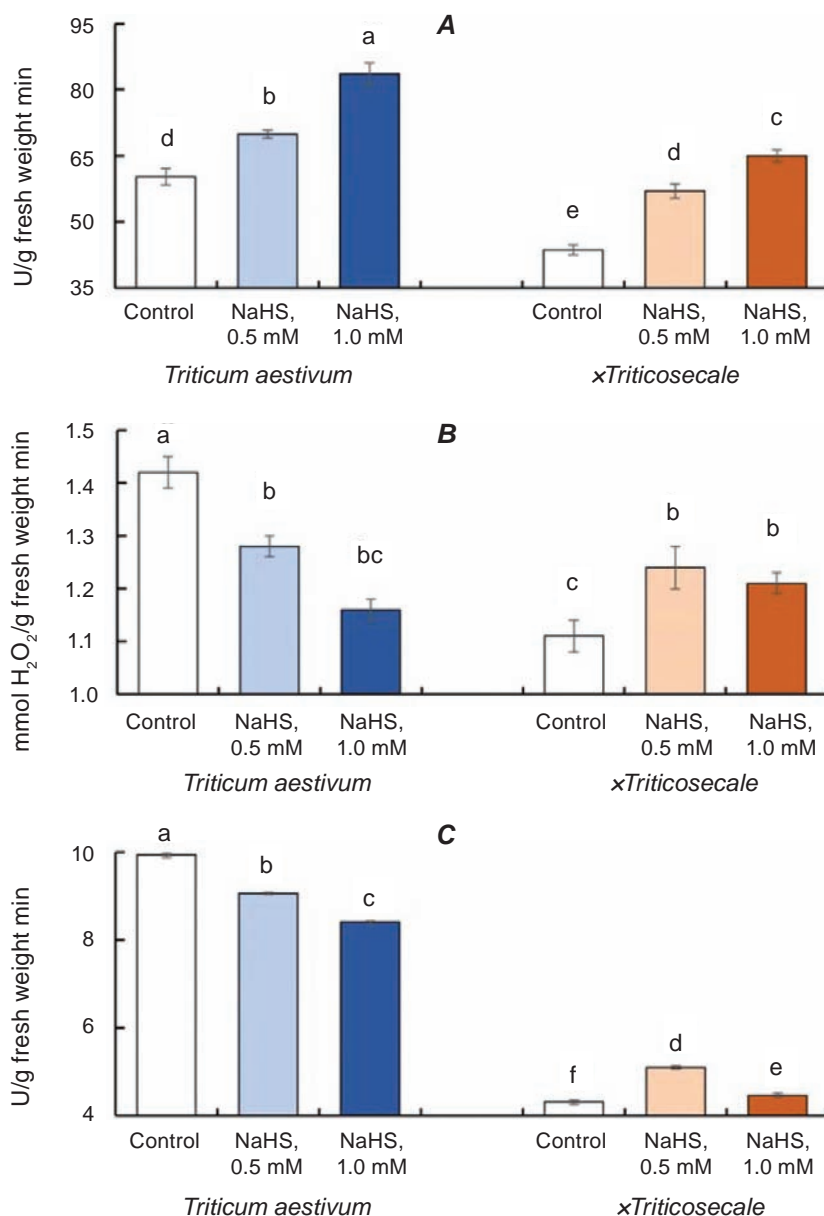 A
U/g fresh weight min
95
80
65
50
35
d
b
a
e
d
c
Control
NaHS,
0.5 mM
NaHS,
1.0 mM
Control
NaHS,
0.5 mM
NaHS,
1.0 mM
Triticum aestivum
×Triticosecale
B
mmol H₂O₂/g fresh weight min
1.5
1.4
1.3
1.2
1.1
1.0
a
b
bc
c
b
b
Control
NaHS,
0.5 mM
NaHS,
1.0 mM
Control
NaHS,
0.5 mM
NaHS,
1.0 mM
Triticum aestivum
×Triticosecale
C
U/g fresh weight min
10
8
6
4
a
b
c
f
d
e
Control
NaHS,
0.5 mM
NaHS,
1.0 mM
Control
NaHS,
0.5 mM
NaHS,
1.0 mM
Triticum aestivum
×Triticosecale